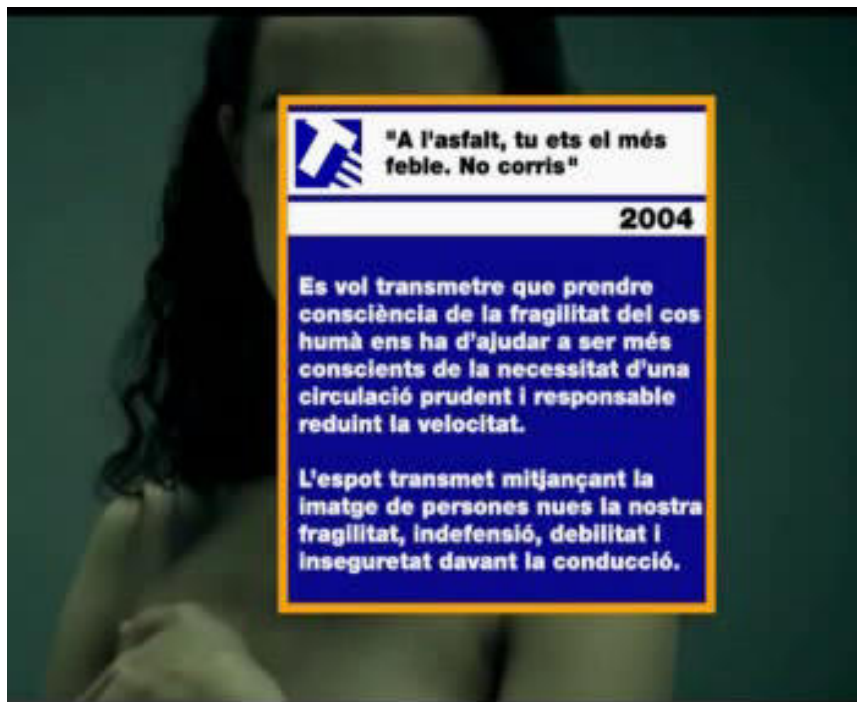 "A l'asfalt, tu ets el més
feble. No corris"
2004
Es vol transmetre que prendre
consciència de la fragilitat del cos
humà ens ha d'ajudar a ser més
conscients de la necessitat d'una
circulació prudent i responsable
reduint la velocitat.
L'espot transmet mitjançant la
imatge de persones nues la nostra
fragilitat, indefensió, debilitat i
inseguretat davant la conducció.